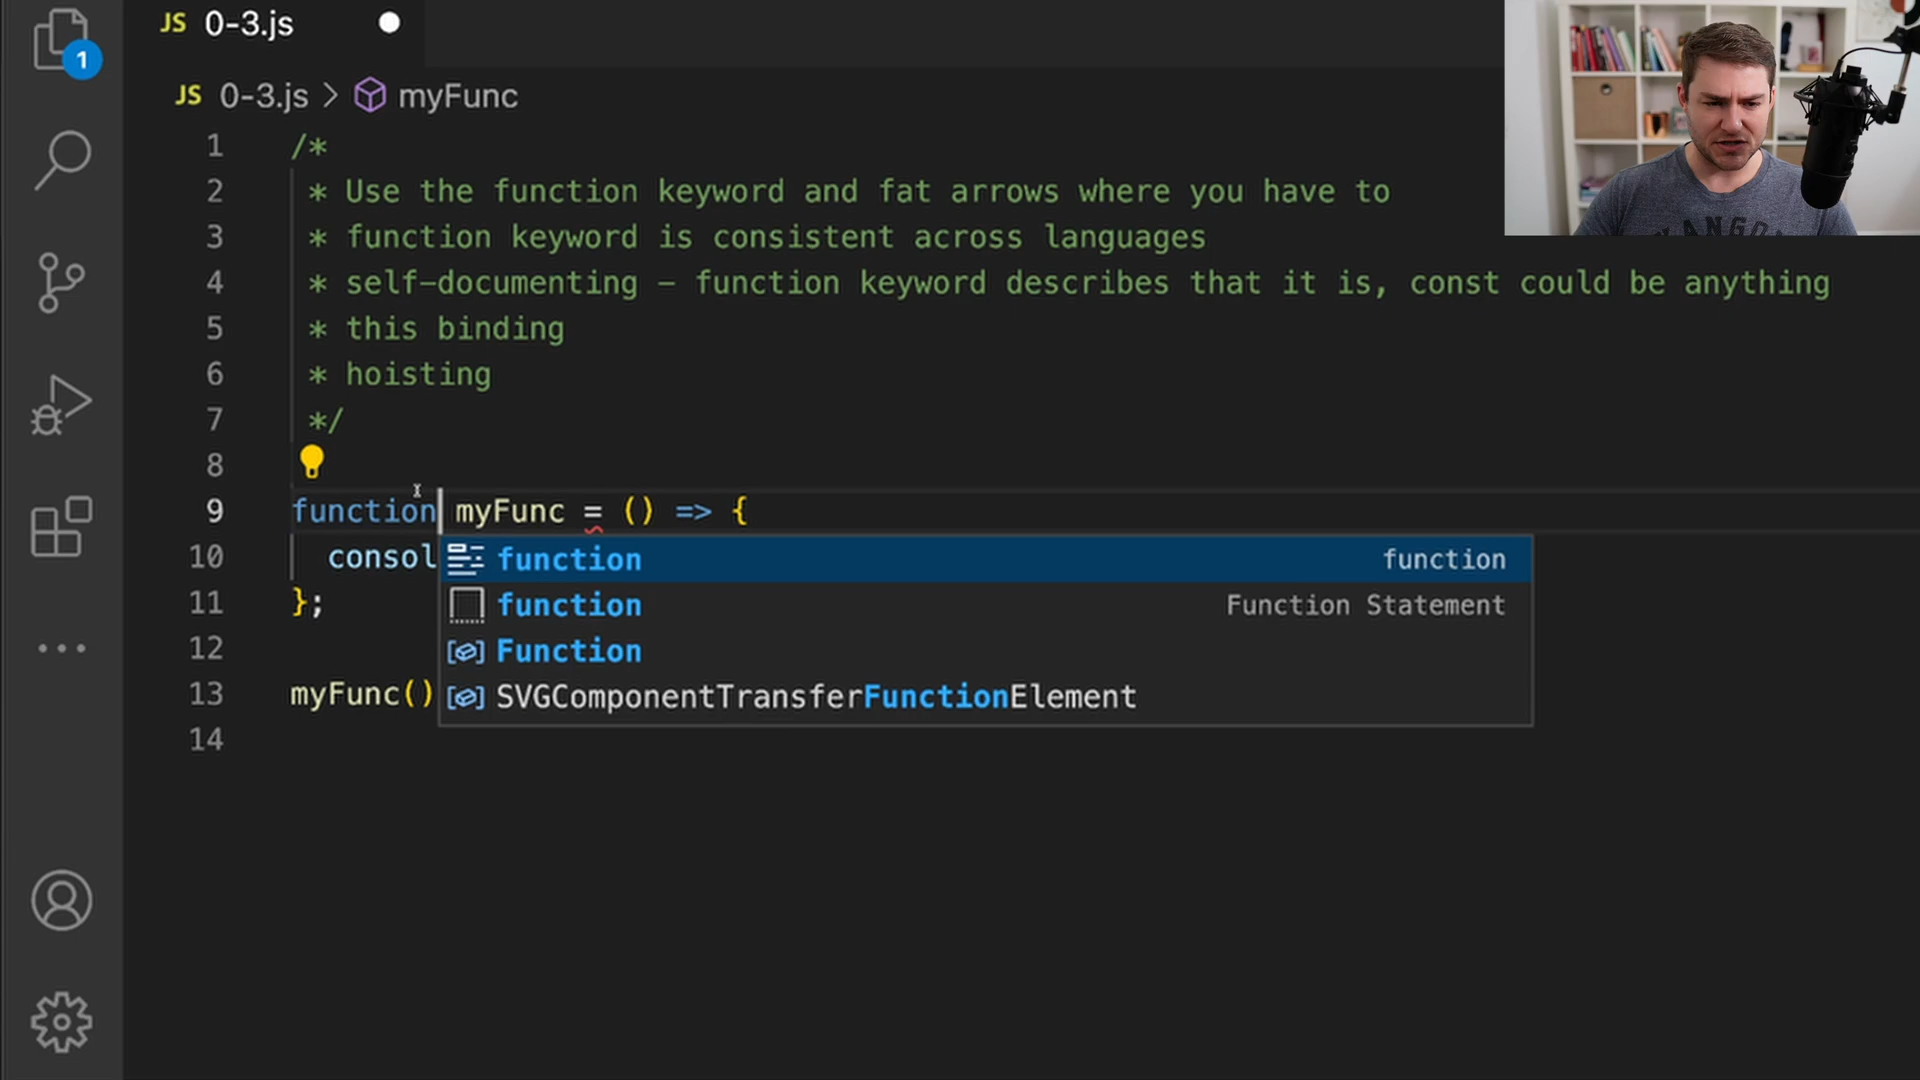 JS 0-3.js
1
JS 0-3.js > myFunc
1 /*
2 * Use the function keyword and fat arrows where you have to
3 * function keyword is consistent across languages
4 * self-documenting - function keyword describes that it is, const could be anything
5 * this binding
6 * hoisting
7 */
8
9 function myFunc = () => {
10 consol
function function
function Function Statement
Function
SVGComponentTransferFunctionElement
11 };
12
13 myFunc()
14